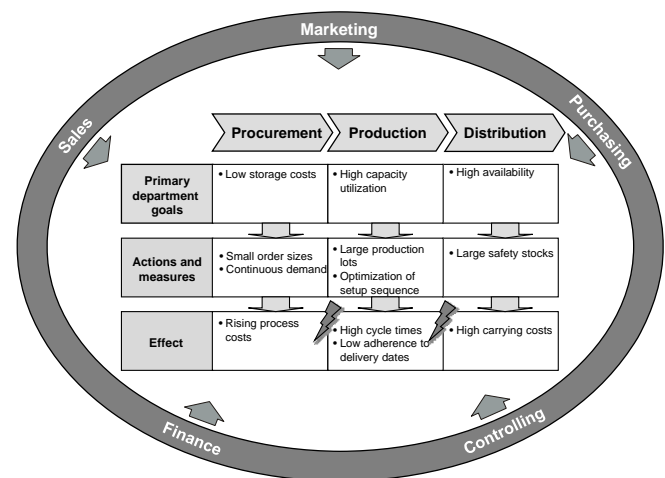 Marketing
Sales
Purchasing
Procurement
Production
Distribution
Primary
department
goals
• Low storage costs
• High capacity
utilization
• High availability
Actions and
measures
• Small order sizes
• Continuous demand
• Large production
lots
• Optimization of
setup sequence
• Large safety stocks
Effect
• Rising process
costs
• High cycle times
• Low adherence to
delivery dates
• High carrying costs
Finance
Controlling